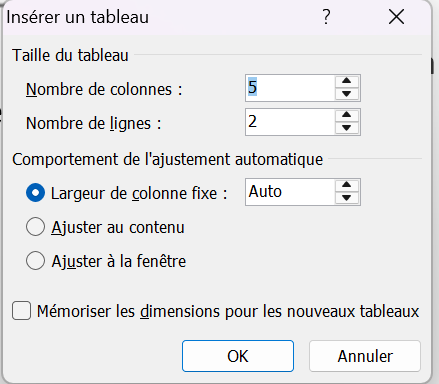 Insérer un tableau ?
Taille du tableau
Nombre de colonnes : 5
Nombre de lignes : 2
Comportement de l'ajustement automatique
Largeur de colonne fixe : Auto
Ajuster au contenu
Ajuster à la fenêtre
Mémoriser les dimensions pour les nouveaux tableaux
OK Annuler